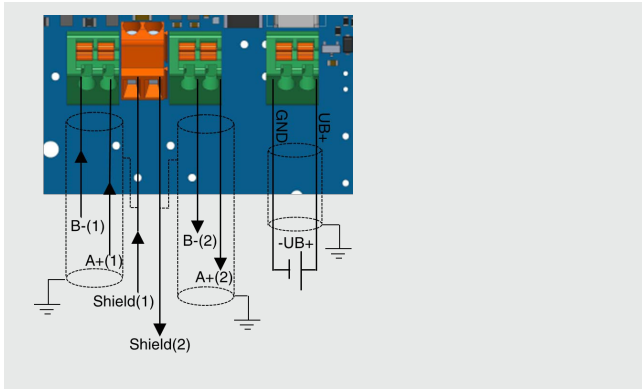 GND
UB+
B-(1)
B-(2)
-UB+
A+(1)
A+(2)
Shield(1)
Shield(2)